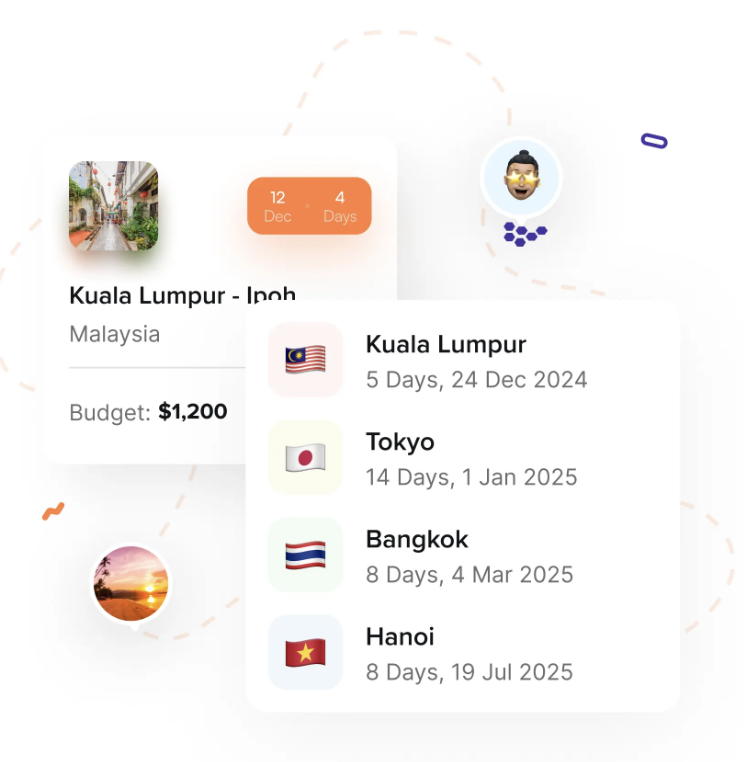 12 4
Dec Days
Kuala Lumpur - Ipoh
Malaysia
Budget: $1,200
Kuala Lumpur
5 Days, 24 Dec 2024
Tokyo
14 Days, 1 Jan 2025
Bangkok
8 Days, 4 Mar 2025
Hanoi
8 Days, 19 Jul 2025